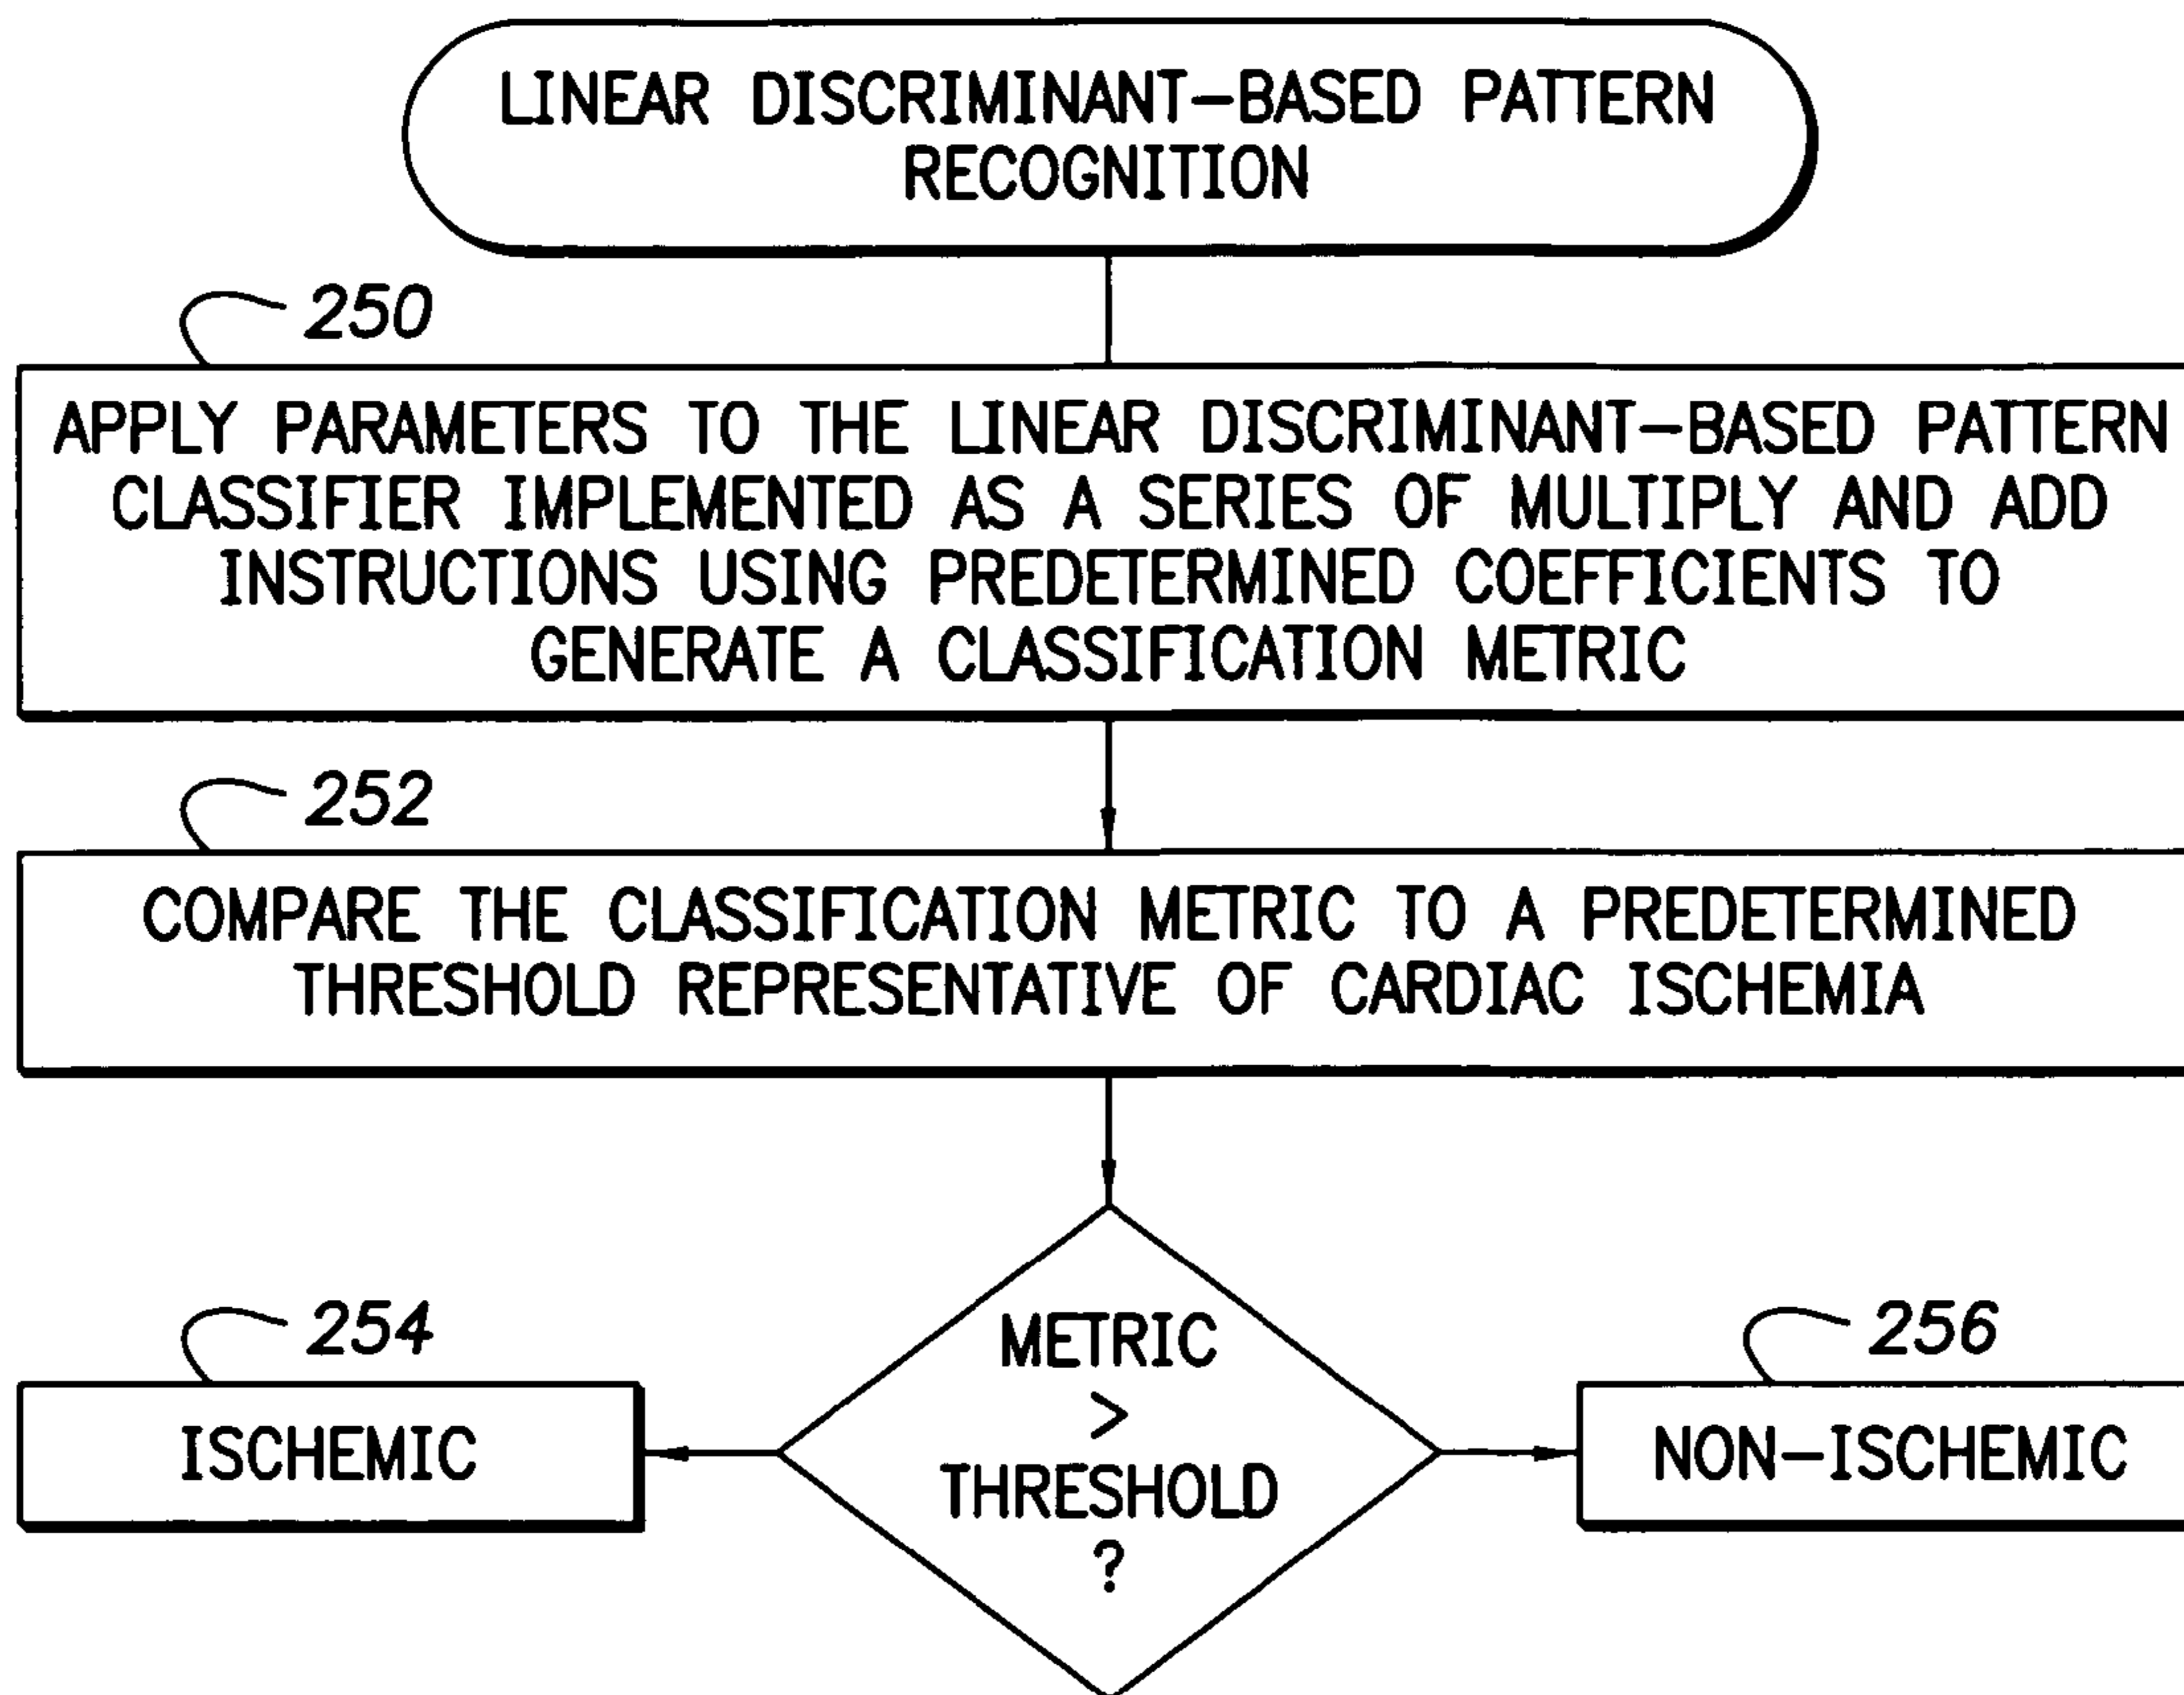 LINEAR DISCRIMINANT-BASED PATTERN
RECOGNITION
250
APPLY PARAMETERS TO THE LINEAR DISCRIMINANT-BASED PATTERN
CLASSIFIER IMPLEMENTED AS A SERIES OF MULTIPLY AND ADD
INSTRUCTIONS USING PREDETERMINED COEFFICIENTS TO
GENERATE A CLASSIFICATION METRIC
252
COMPARE THE CLASSIFICATION METRIC TO A PREDETERMINED
THRESHOLD REPRESENTATIVE OF CARDIAC ISCHEMIA
254
ISCHEMIC
METRIC
>
THRESHOLD
?
256
NON-ISCHEMIC